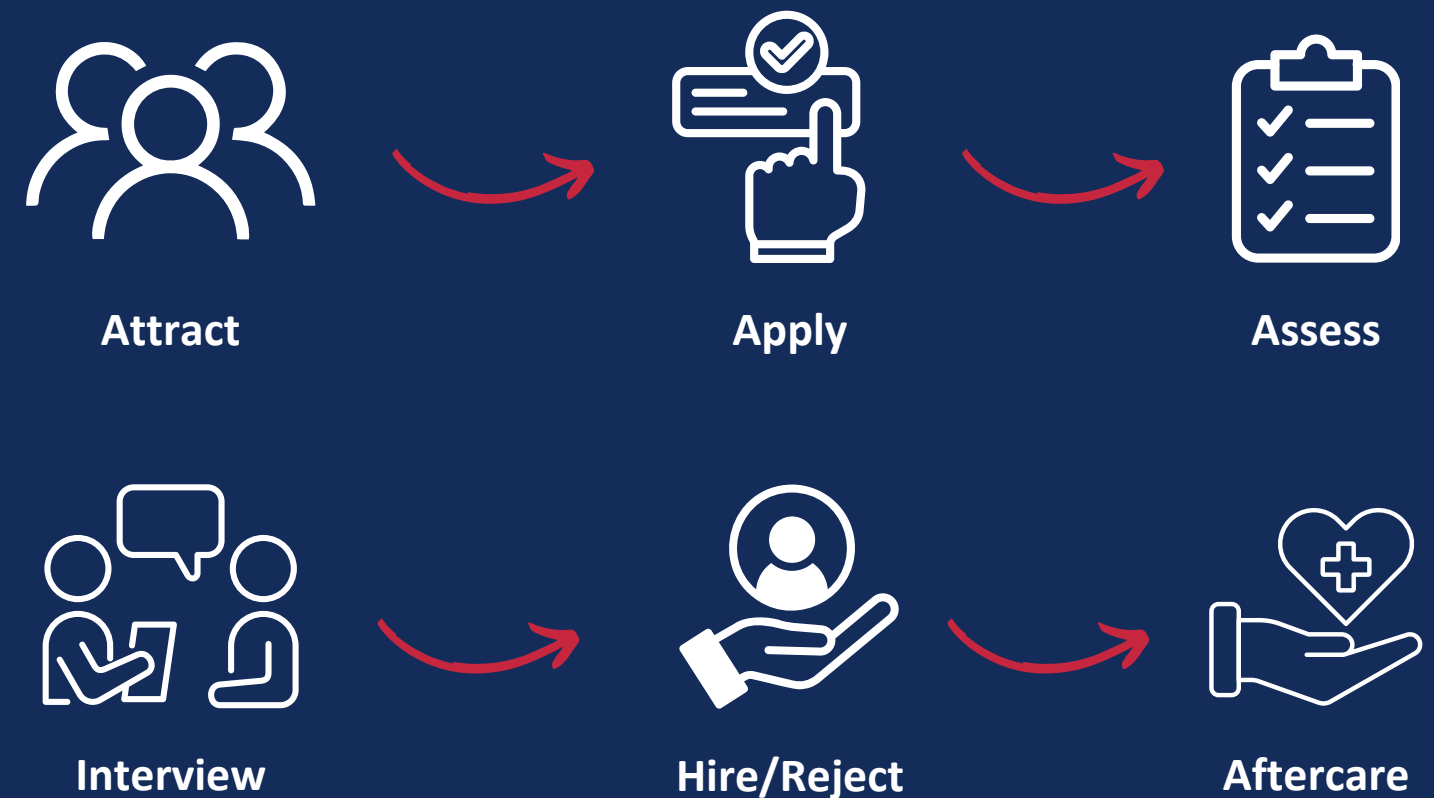 Attract
Apply
Assess
Interview
Hire/Reject
Aftercare